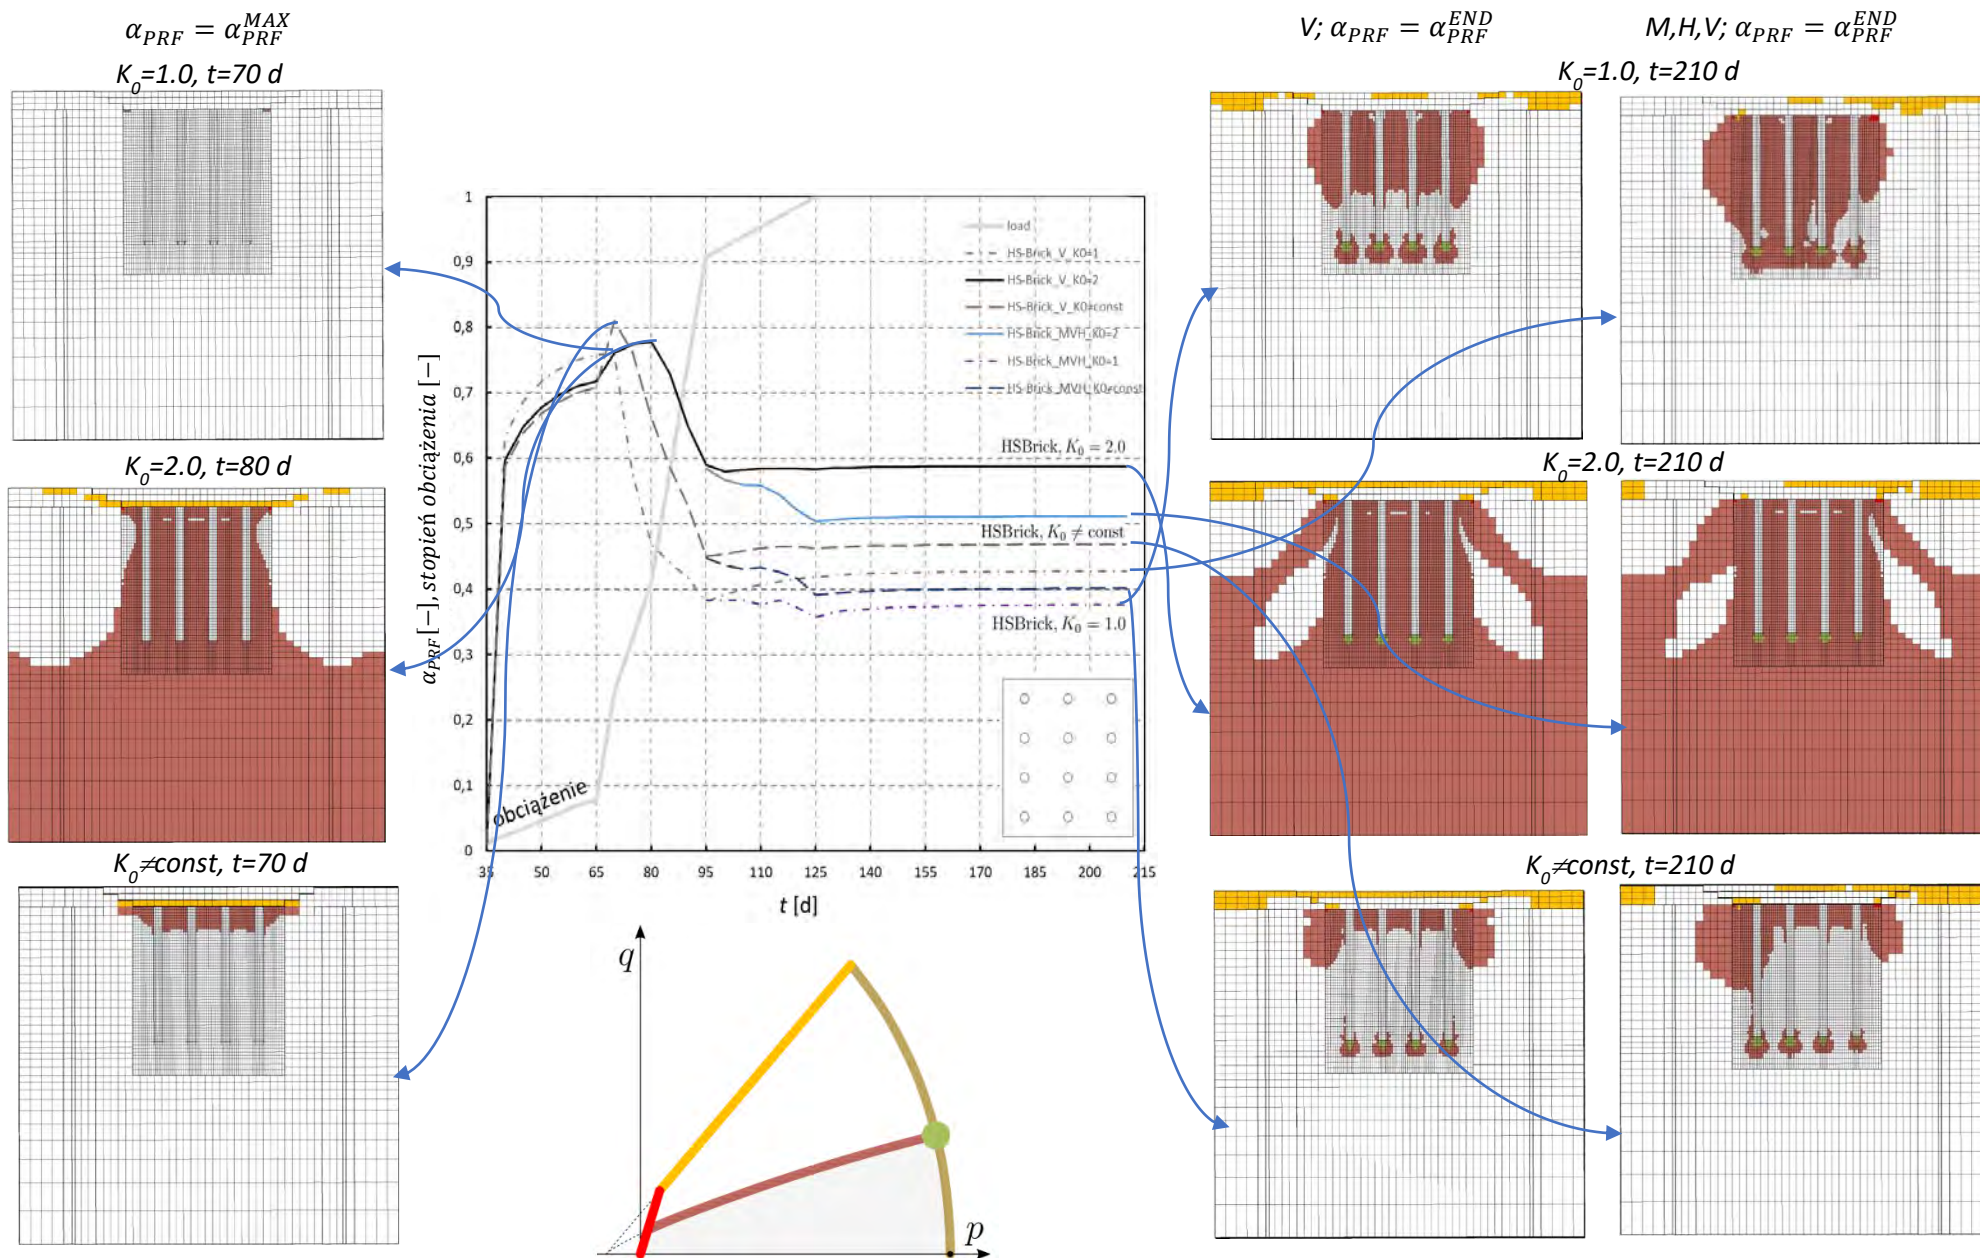 α_PRF = α_PRF^MAX
K_0=1.0, t=70 d
K_0=2.0, t=80 d
K_0≠const, t=70 d
α_PRF [−], stopień obciążenia [−]
1
0,9
0,8
0,7
0,6
0,5
0,4
0,3
0,2
0,1
0
35 50 65 80 95 110 125 140 155 170 185 200 215
t [d]
obciążenie
load
HS-Brick_V_K0=1
HS-Brick_V_K0=2
HS-Brick_V_K0≠const
HS-Brick_MVH_K0=2
HS-Brick_MVH_K0=1
HS-Brick_MVH_K0≠const
HSBrick, K_0 = 2.0
HSBrick, K_0 ≠ const
HSBrick, K_0 = 1.0
q
p
V; α_PRF = α_PRF^END
M,H,V; α_PRF = α_PRF^END
K_0=1.0, t=210 d
K_0=2.0, t=210 d
K_0≠const, t=210 d